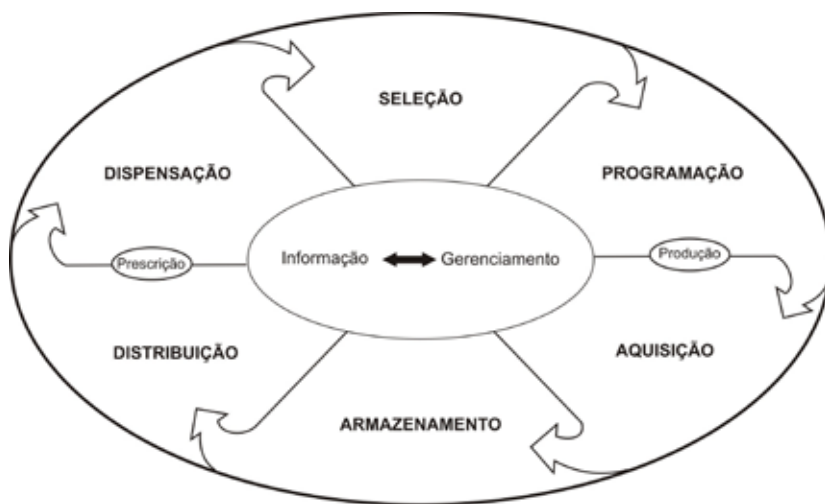 SELEÇÃO
DISPENSAÇÃO
PROGRAMAÇÃO
Prescrição
Informação
Gerenciamento
Produção
DISTRIBUIÇÃO
AQUISIÇÃO
ARMAZENAMENTO